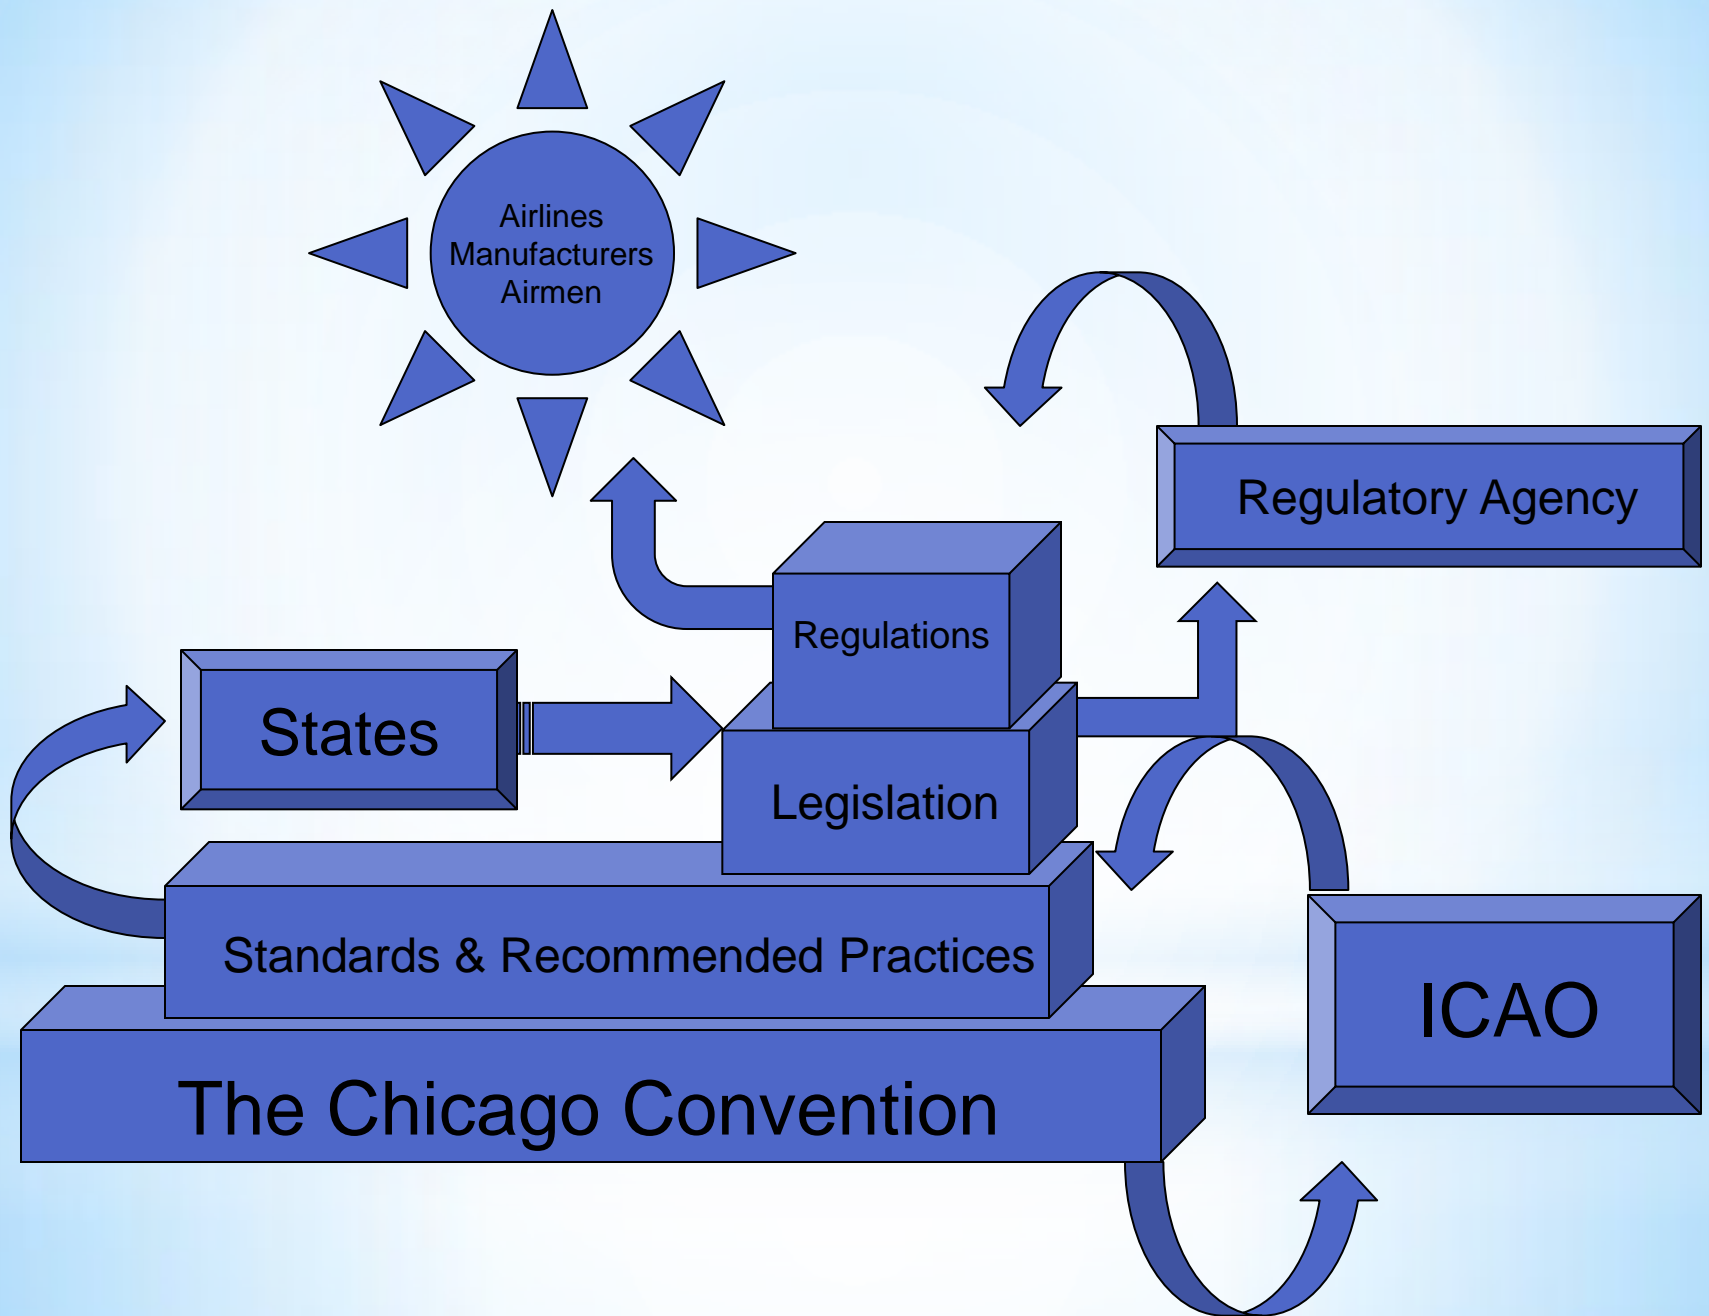 Airlines
Manufacturers
Airmen
Regulatory Agency
Regulations
States
Legislation
Standards & Recommended Practices
ICAO
The Chicago Convention